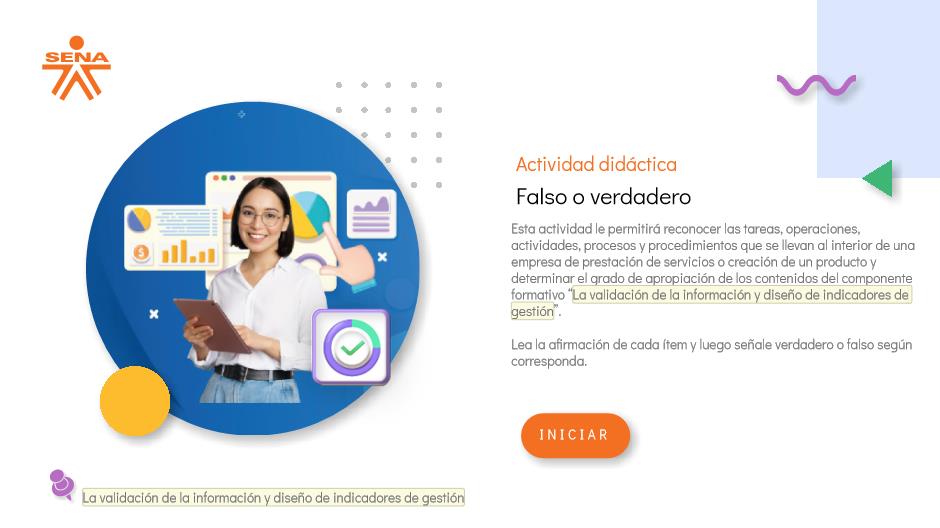 SENA
Actividad didáctica
Falso o verdadero
Esta actividad le permitirá reconocer las tareas, operaciones,
actividades, procesos y procedimientos que se llevan al interior de una
empresa de prestación de servicios o creación de un producto y
determinar el grado de apropiación de los contenidos del componente
formativo “La validación de la información y diseño de indicadores de
gestión”.
Lea la afirmación de cada ítem y luego señale verdadero o falso según
corresponda.
INICIAR
La validación de la información y diseño de indicadores de gestión